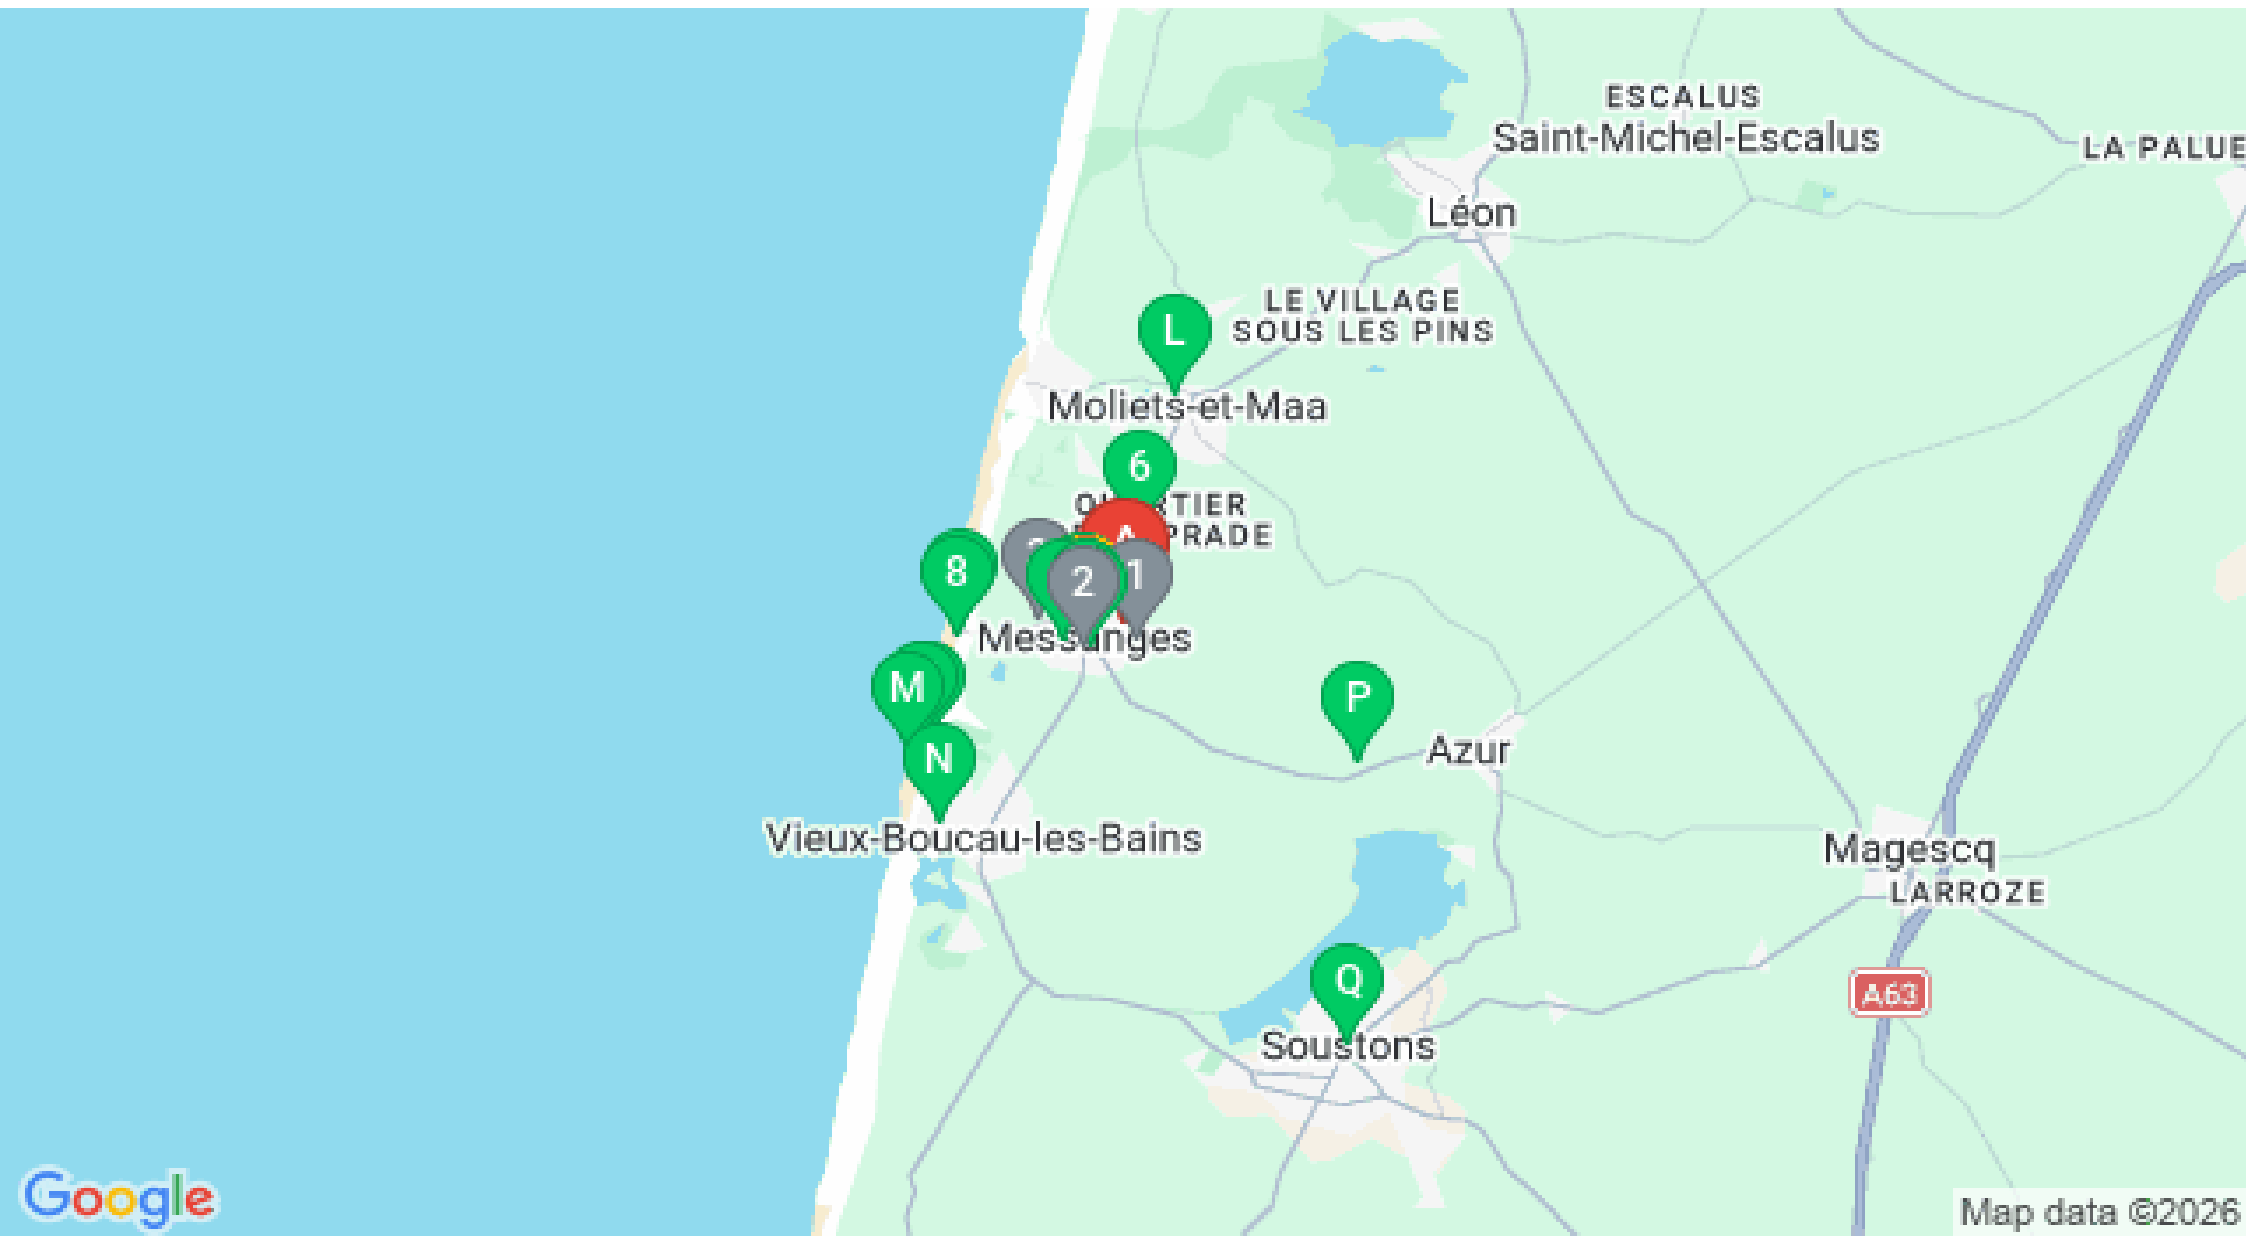 ESCALUS
Saint-Michel-Escalus
LA PALUE
Léon
LE VILLAGE
SOUS LES PINS
L
Moliets-et-Maa
6
A
8
2
1
Messanges
M
P
N
Azur
Vieux-Boucau-les-Bains
Magescq
LARROZE
Q
A63
Soustons
Google
Map data ©2026